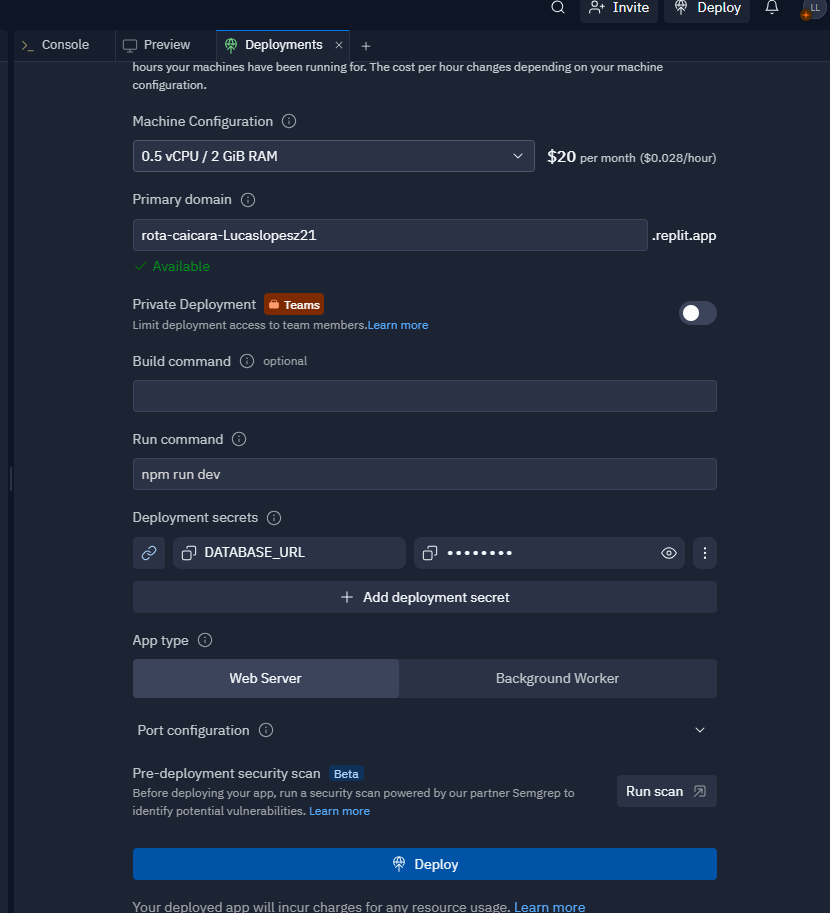 Invite
Deploy
LL
Console
Preview
Deployments
hours your machines have been running for. The cost per hour changes depending on your machine
configuration.
Machine Configuration
0.5 vCPU / 2 GiB RAM
$20 per month ($0.028/hour)
Primary domain
rota-caicara-Lucaslopesz21
.replit.app
Available
Private Deployment
Teams
Limit deployment access to team members.Learn more
Build command
optional
Run command
npm run dev
Deployment secrets
DATABASE_URL
••••••••
Add deployment secret
App type
Web Server
Background Worker
Port configuration
Pre-deployment security scan
Beta
Before deploying your app, run a security scan powered by our partner Semgrep to
identify potential vulnerabilities. Learn more
Run scan
Deploy
Your deployed app will incur charges for any resource usage. Learn more